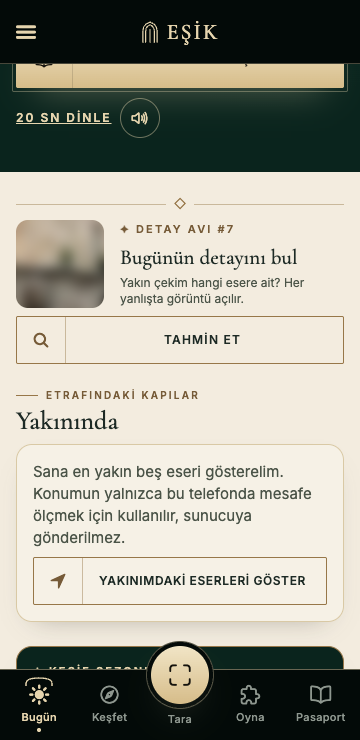 EŞİK
20 SN DİNLE
✦ DETAY AVI #7
Bugünün detayını bul
Yakın çekim hangi esere ait? Her
yanlışta görüntü açılır.
TAHMİN ET
ETRAFINDAKİ KAPILAR
Yakınında
Sana en yakın beş eseri gösterelim.
Konumun yalnızca bu telefonda mesafe
ölçmek için kullanılır, sunucuya
gönderilmez.
YAKINIMDAKİ ESERLERİ GÖSTER
Bugün
Keşfet
Tara
Oyna
Pasaport